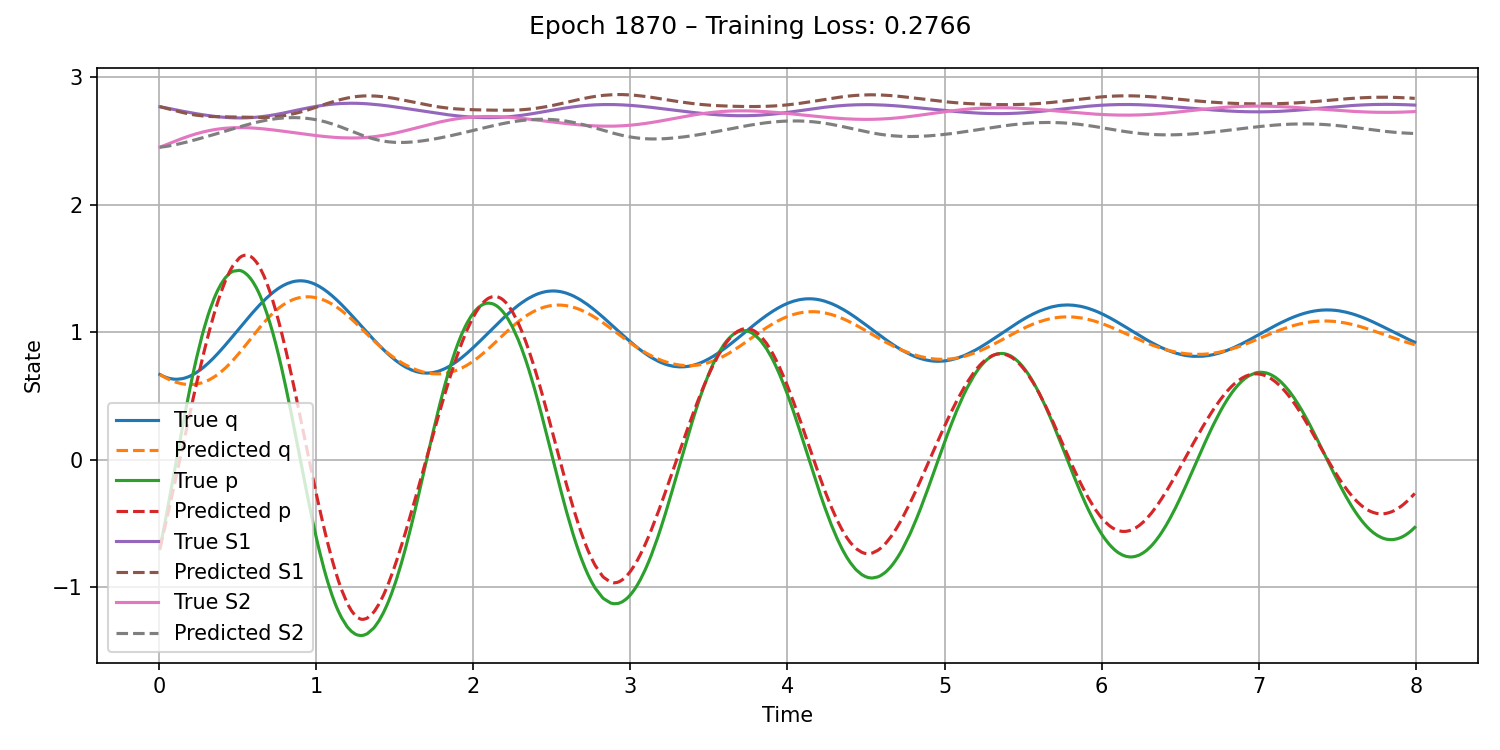 Epoch 1870 – Training Loss: 0.2766
3
2
1
0
−1
State
True q
Predicted q
True p
Predicted p
True S1
Predicted S1
True S2
Predicted S2
0 1 2 3 4 5 6 7 8
Time